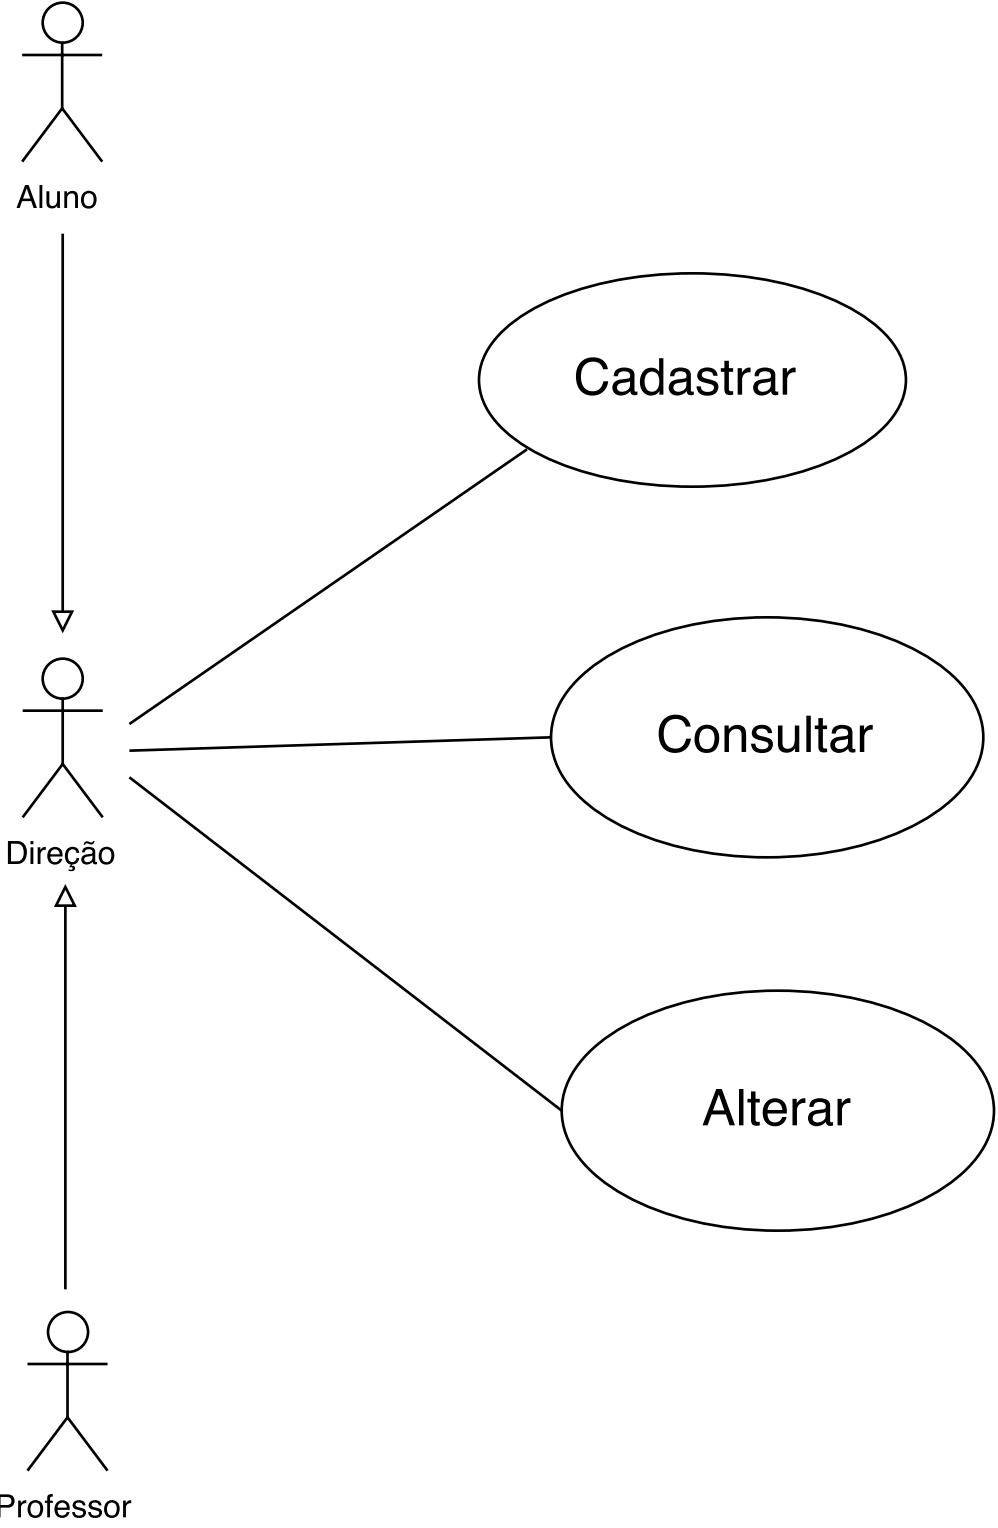 Aluno
Cadastrar
Consultar
Direção
Alterar
Professor